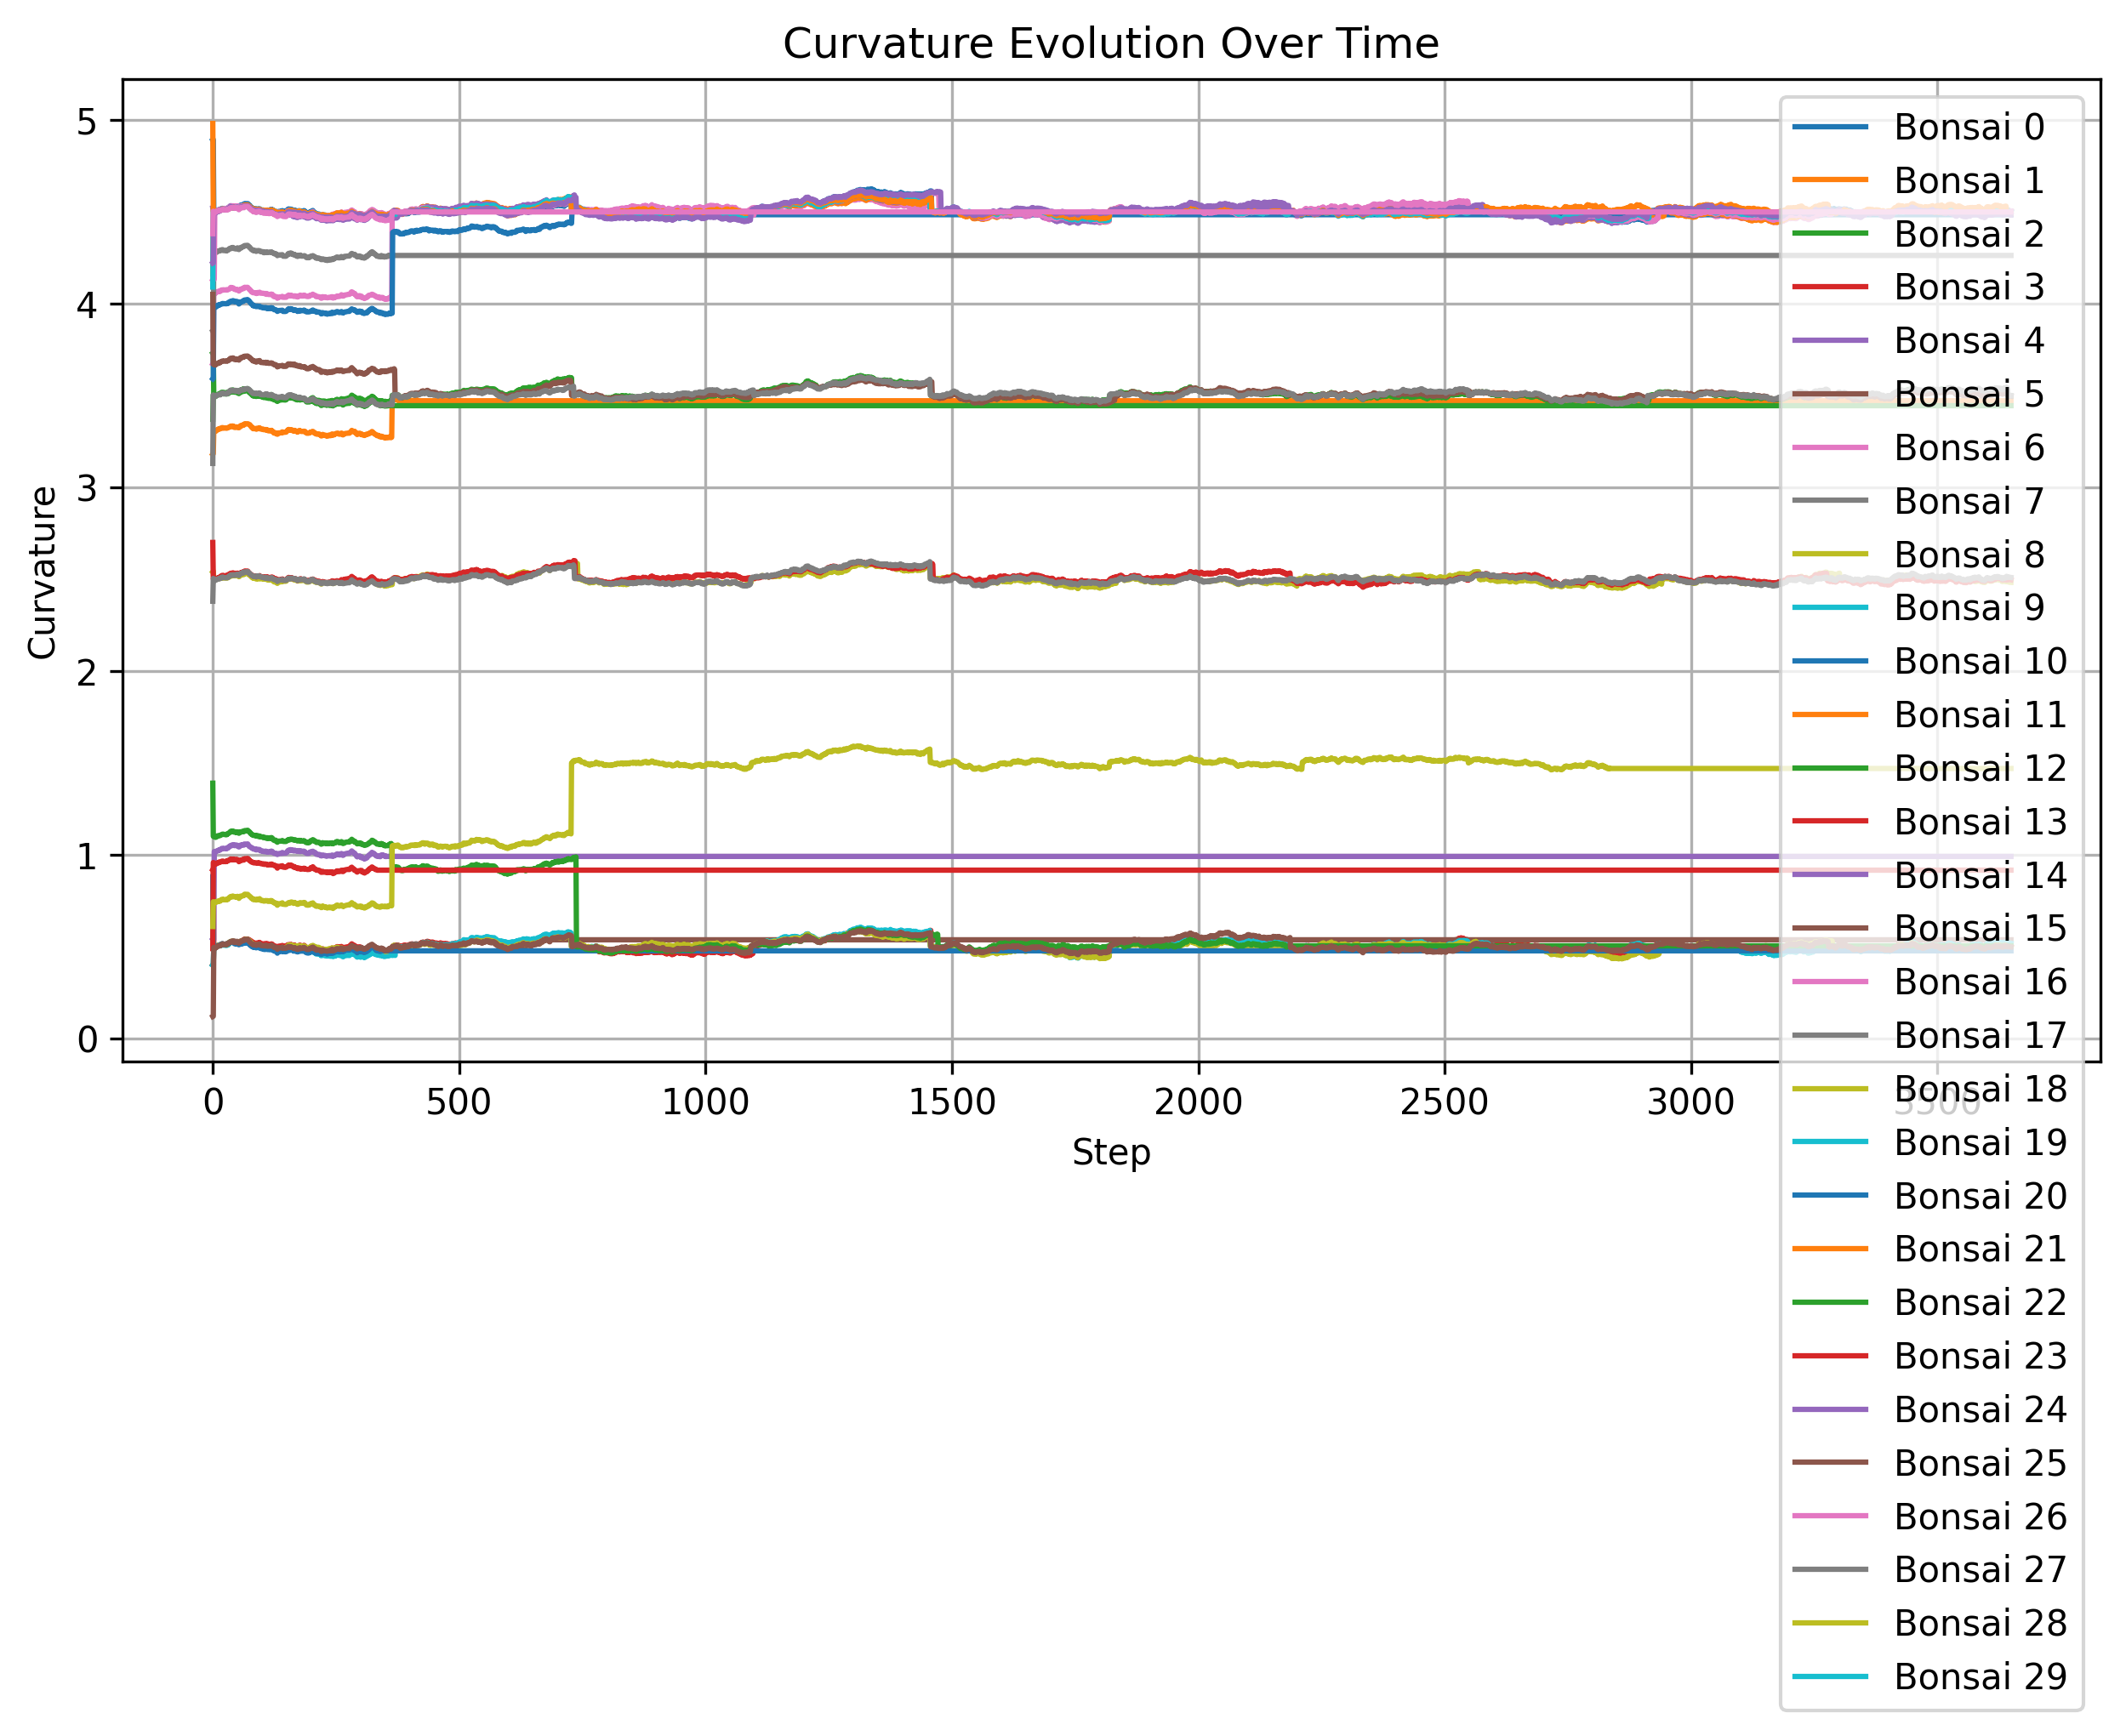 Curvature Evolution Over Time
Curvature
5
4
3
2
1
0
0
500
1000
1500
2000
2500
3000
3500
Step
Bonsai 0
Bonsai 1
Bonsai 2
Bonsai 3
Bonsai 4
Bonsai 5
Bonsai 6
Bonsai 7
Bonsai 8
Bonsai 9
Bonsai 10
Bonsai 11
Bonsai 12
Bonsai 13
Bonsai 14
Bonsai 15
Bonsai 16
Bonsai 17
Bonsai 18
Bonsai 19
Bonsai 20
Bonsai 21
Bonsai 22
Bonsai 23
Bonsai 24
Bonsai 25
Bonsai 26
Bonsai 27
Bonsai 28
Bonsai 29